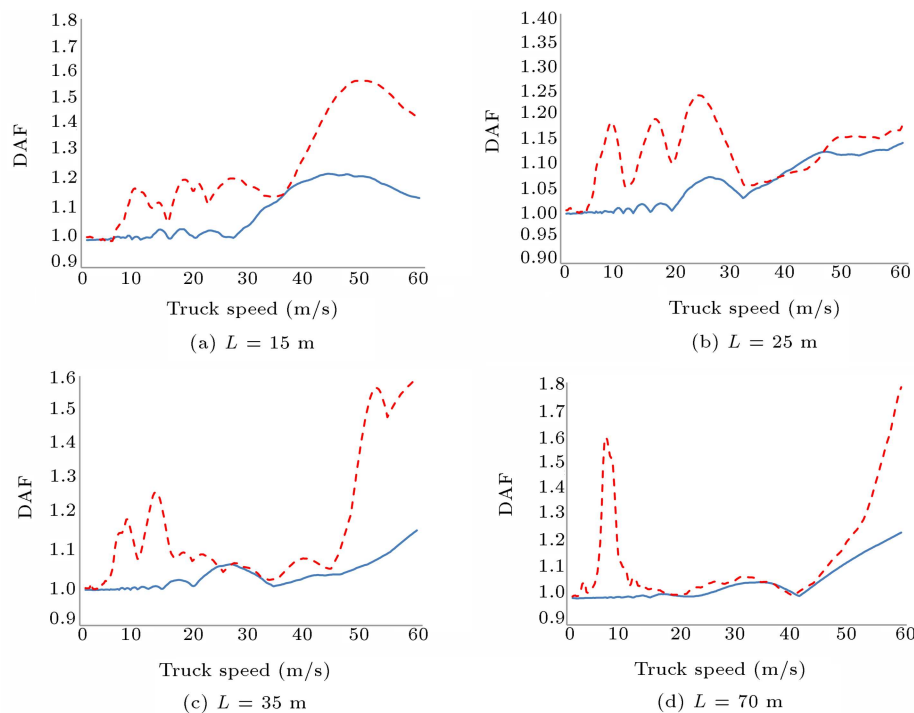 DAF
1.8
1.7
1.6
1.5
1.4
1.3
1.2
1.1
1.0
0.9
0 10 20 30 40 50 60
Truck speed (m/s)
(a) L = 15 m
DAF
1.40
1.35
1.30
1.25
1.20
1.15
1.10
1.05
1.00
0.95
0.90
0 10 20 30 40 50 60
Truck speed (m/s)
(b) L = 25 m
DAF
1.6
1.5
1.4
1.3
1.2
1.1
1.0
0.9
0 10 20 30 40 50 60
Truck speed (m/s)
(c) L = 35 m
DAF
1.8
1.7
1.6
1.5
1.4
1.3
1.2
1.1
1.0
0.9
0 10 20 30 40 50 60
Truck speed (m/s)
(d) L = 70 m